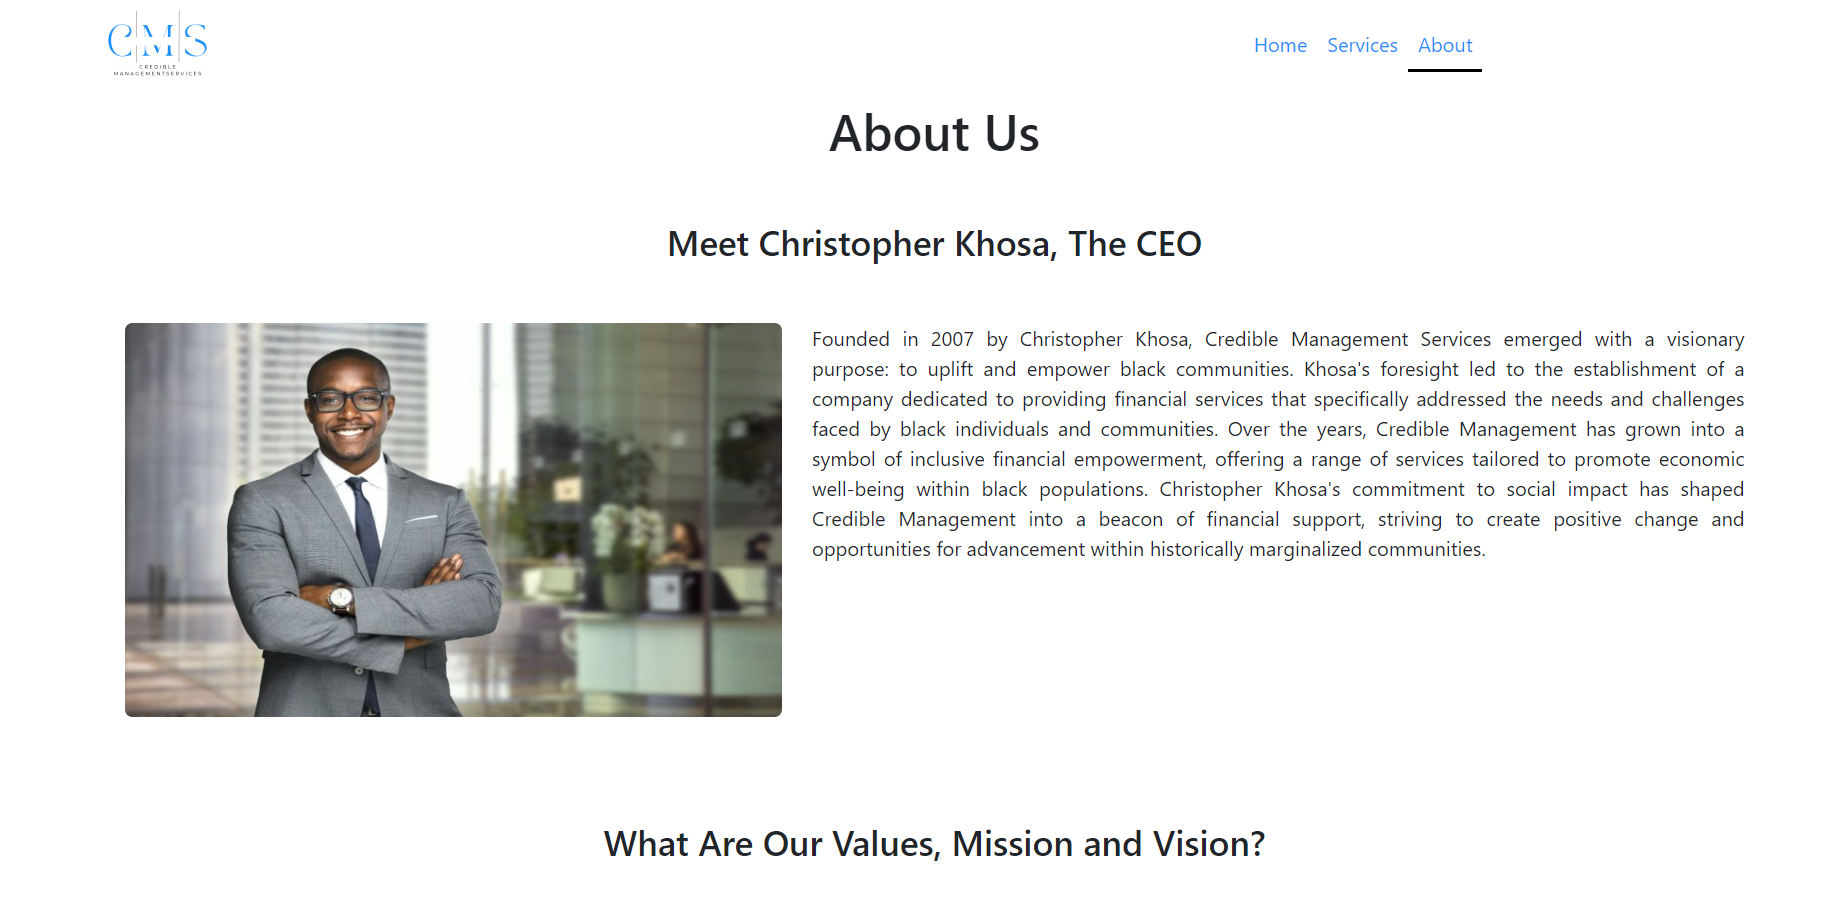 CMS
CREDIBLE
MANAGEMENTSERVICES
Home Services About
About Us
Meet Christopher Khosa, The CEO
Founded in 2007 by Christopher Khosa, Credible Management Services emerged with a visionary
purpose: to uplift and empower black communities. Khosa's foresight led to the establishment of a
company dedicated to providing financial services that specifically addressed the needs and challenges
faced by black individuals and communities. Over the years, Credible Management has grown into a
symbol of inclusive financial empowerment, offering a range of services tailored to promote economic
well-being within black populations. Christopher Khosa's commitment to social impact has shaped
Credible Management into a beacon of financial support, striving to create positive change and
opportunities for advancement within historically marginalized communities.
What Are Our Values, Mission and Vision?